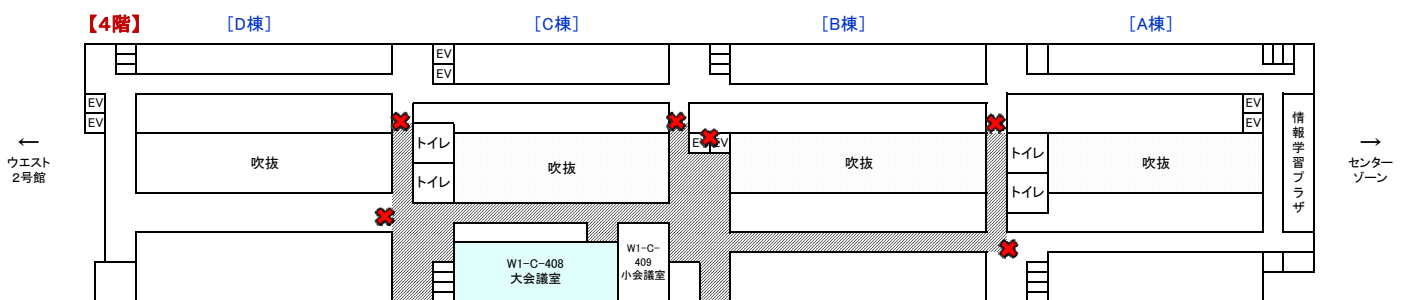 【4階】
[D棟]
[C棟]
[B棟]
[A棟]
EV
EV
EV
EV
EV
EV
EV
EV
←
ウエスト
2号館
吹抜
トイレ
トイレ
吹抜
吹抜
トイレ
トイレ
吹抜
情報学習プラザ
→
センター
ゾーン
W1-C-408
大会議室
W1-C-
409
小会議室